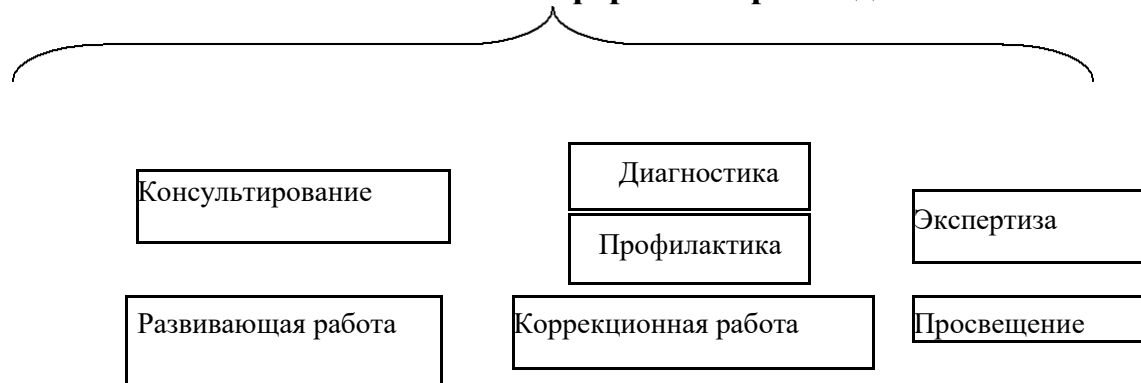 Диагностика
Консультирование
Экспертиза
Профилактика
Развивающая работа
Коррекционная работа
Просвещение